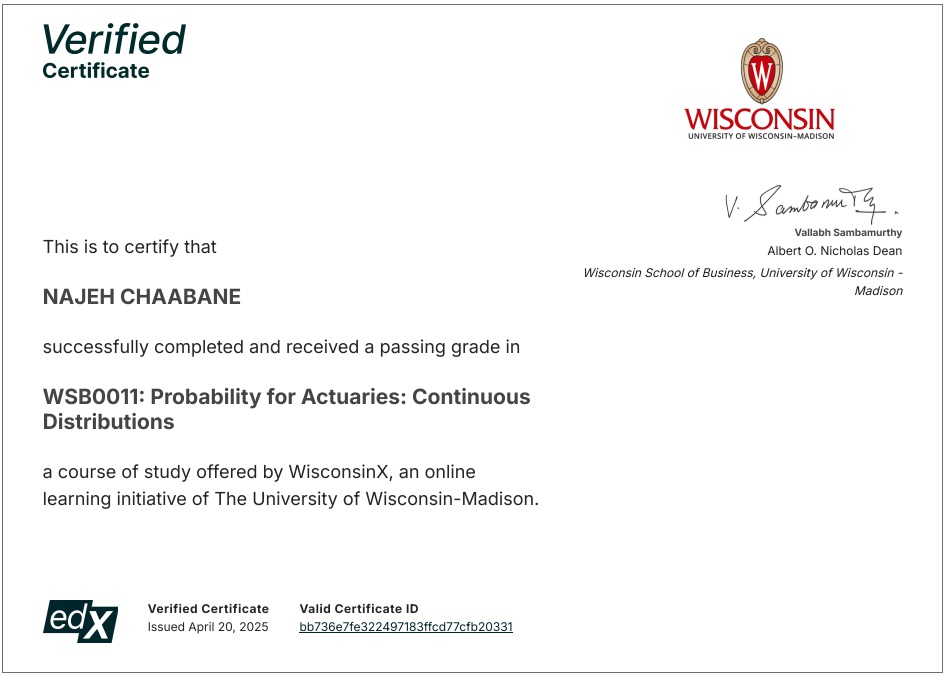 Verified
Certificate
W
WISCONSIN
UNIVERSITY OF WISCONSIN–MADISON
V. Sambamurthy.
Vallabh Sambamurthy
Albert O. Nicholas Dean
Wisconsin School of Business, University of Wisconsin -
Madison
This is to certify that
NAJEH CHAABANE
successfully completed and received a passing grade in
WSB0011: Probability for Actuaries: Continuous
Distributions
a course of study offered by WisconsinX, an online
learning initiative of The University of Wisconsin-Madison.
edX
Verified Certificate
Issued April 20, 2025
Valid Certificate ID
bb736e7fe322497183ffcd77cfb20331